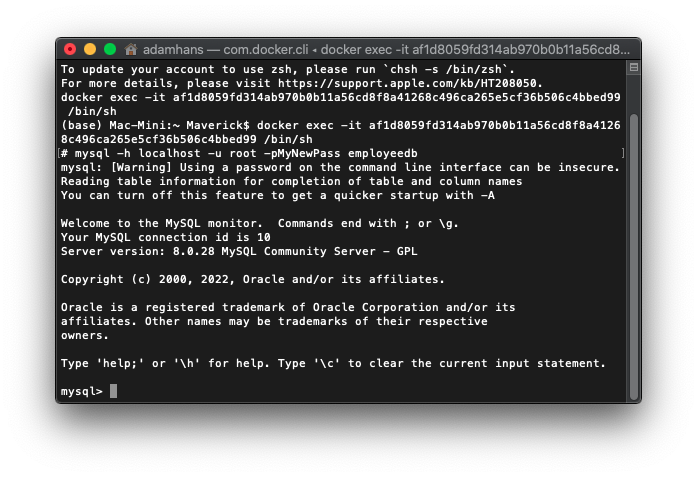 adamhans — com.docker.cli ◂ docker exec -it af1d8059fd314ab970b0b11a56cd8...
To update your account to use zsh, please run `chsh -s /bin/zsh`.
For more details, please visit https://support.apple.com/kb/HT208050.
docker exec -it af1d8059fd314ab970b0b11a56cd8f8a41268c496ca265e5cf36b506c4bbed99
 /bin/sh
(base) Mac-Mini:~ Maverick$ docker exec -it af1d8059fd314ab970b0b11a56cd8f8a4126
8c496ca265e5cf36b506c4bbed99 /bin/sh
[# mysql -h localhost -u root -pMyNewPass employeedb ]
mysql: [Warning] Using a password on the command line interface can be insecure.
Reading table information for completion of table and column names
You can turn off this feature to get a quicker startup with -A
Welcome to the MySQL monitor.  Commands end with ; or \g.
Your MySQL connection id is 10
Server version: 8.0.28 MySQL Community Server - GPL
Copyright (c) 2000, 2022, Oracle and/or its affiliates.
Oracle is a registered trademark of Oracle Corporation and/or its
affiliates. Other names may be trademarks of their respective
owners.
Type 'help;' or '\h' for help. Type '\c' to clear the current input statement.
mysql>